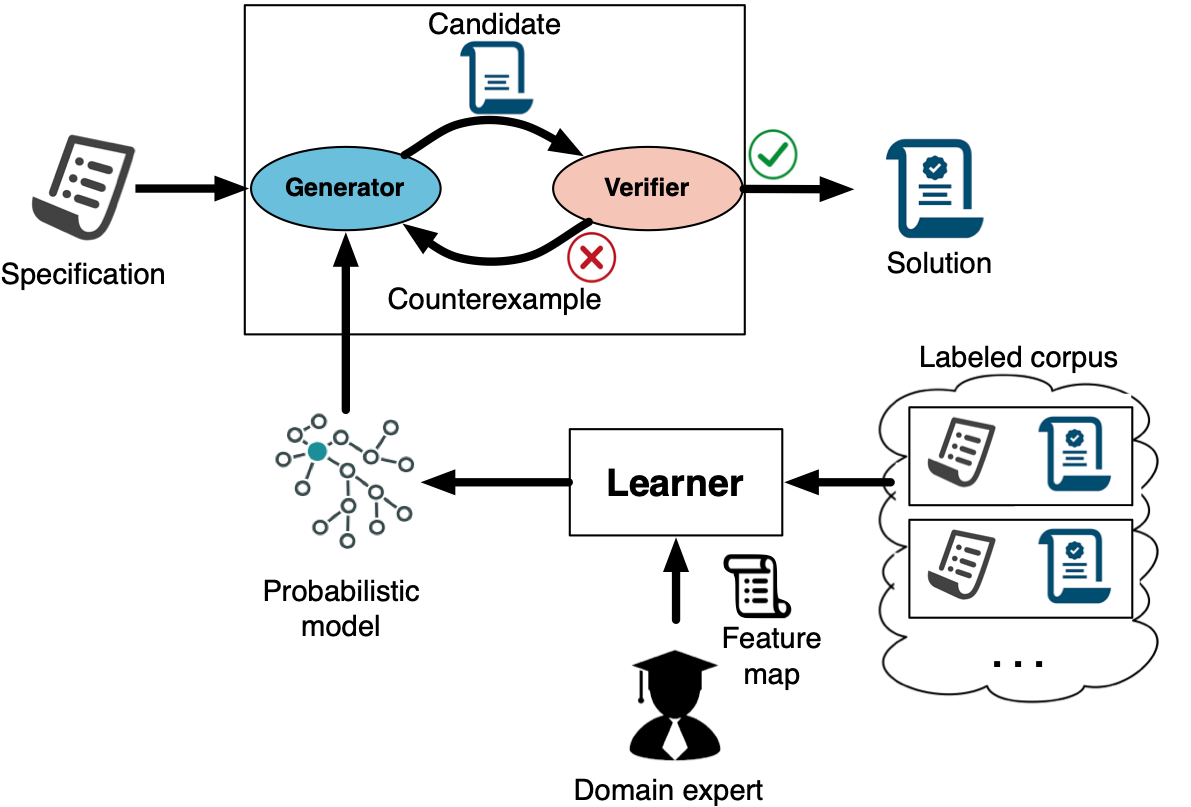 Candidate
Generator
Verifier
Specification
Counterexample
Solution
Labeled corpus
Learner
Probabilistic
model
Feature
map
. . .
Domain expert